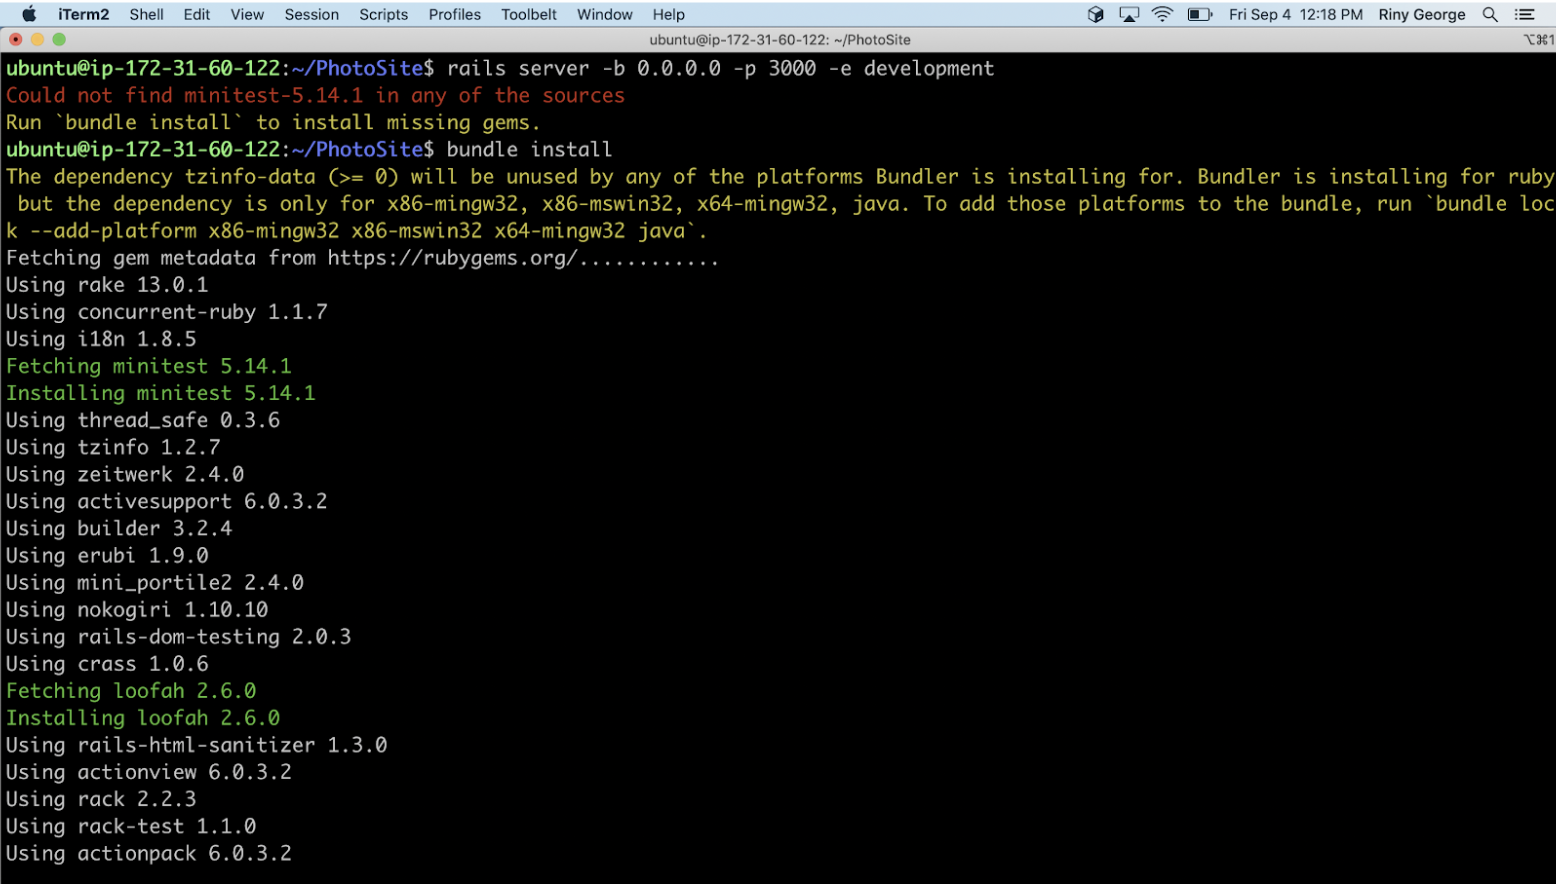 iTerm2 Shell Edit View Session Scripts Profiles Toolbelt Window Help Fri Sep 4 12:18 PM Riny George
ubuntu@ip-172-31-60-122: ~/PhotoSite ⌥⌘1
ubuntu@ip-172-31-60-122:~/PhotoSite$ rails server -b 0.0.0.0 -p 3000 -e development
Could not find minitest-5.14.1 in any of the sources
Run `bundle install` to install missing gems.
ubuntu@ip-172-31-60-122:~/PhotoSite$ bundle install
The dependency tzinfo-data (>= 0) will be unused by any of the platforms Bundler is installing for. Bundler is installing for ruby
but the dependency is only for x86-mingw32, x86-mswin32, x64-mingw32, java. To add those platforms to the bundle, run `bundle loc
k --add-platform x86-mingw32 x86-mswin32 x64-mingw32 java`.
Fetching gem metadata from https://rubygems.org/............
Using rake 13.0.1
Using concurrent-ruby 1.1.7
Using i18n 1.8.5
Fetching minitest 5.14.1
Installing minitest 5.14.1
Using thread_safe 0.3.6
Using tzinfo 1.2.7
Using zeitwerk 2.4.0
Using activesupport 6.0.3.2
Using builder 3.2.4
Using erubi 1.9.0
Using mini_portile2 2.4.0
Using nokogiri 1.10.10
Using rails-dom-testing 2.0.3
Using crass 1.0.6
Fetching loofah 2.6.0
Installing loofah 2.6.0
Using rails-html-sanitizer 1.3.0
Using actionview 6.0.3.2
Using rack 2.2.3
Using rack-test 1.1.0
Using actionpack 6.0.3.2